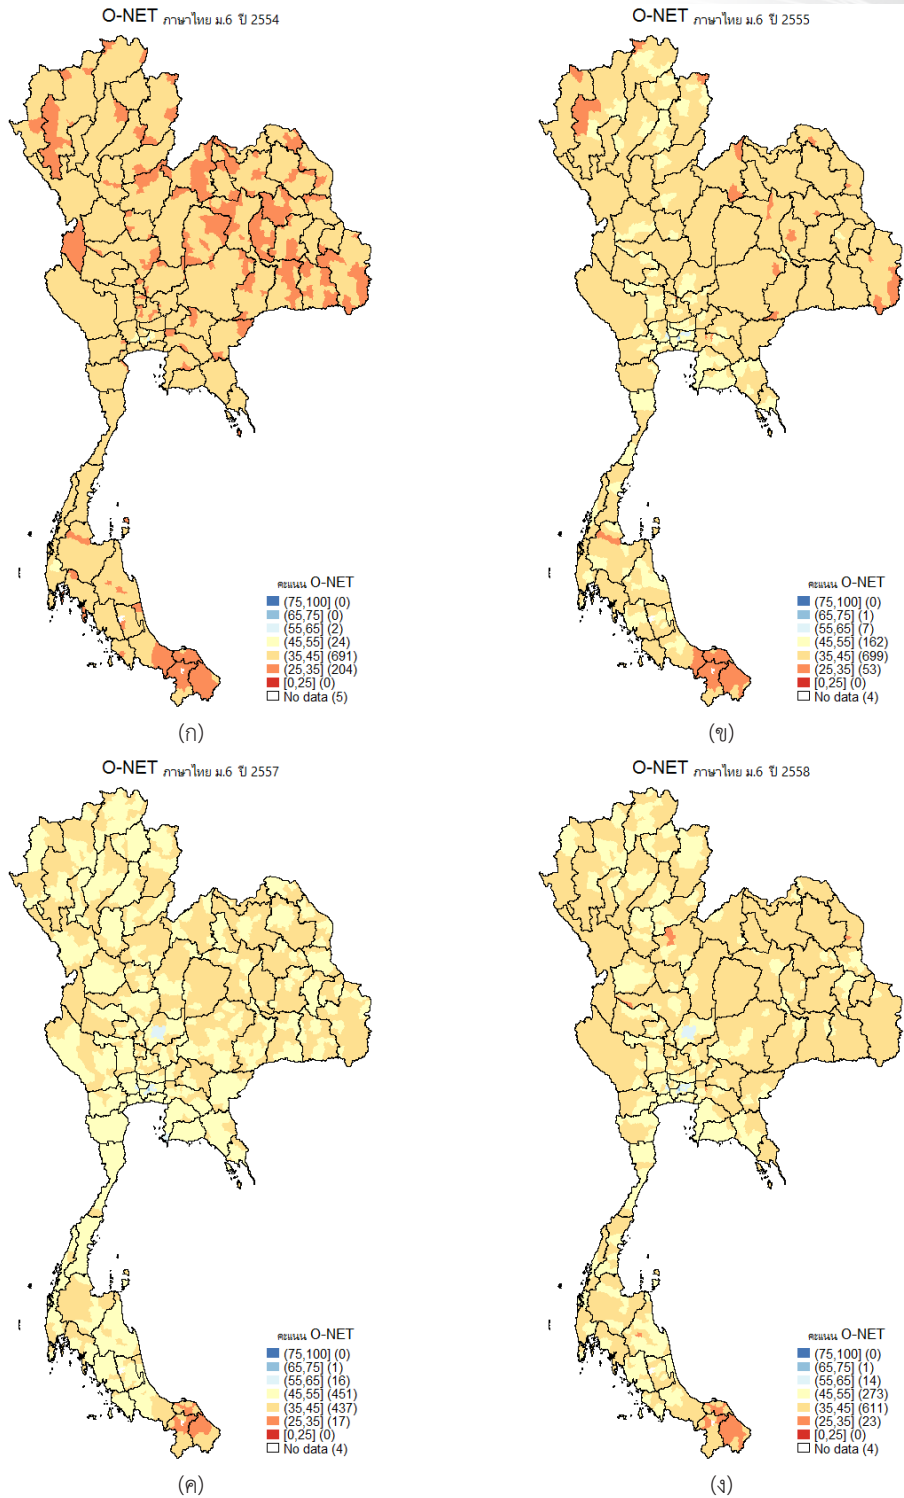 O-NET ภาษาไทย ม.6 ปี 2554
คะแนน O-NET
(75,100] (0)
(65,75] (0)
(55,65] (2)
(45,55] (24)
(35,45] (691)
(25,35] (204)
[0,25] (0)
No data (5)
(ก)
O-NET ภาษาไทย ม.6 ปี 2555
คะแนน O-NET
(75,100] (0)
(65,75] (1)
(55,65] (7)
(45,55] (162)
(35,45] (699)
(25,35] (53)
[0,25] (0)
No data (4)
(ข)
O-NET ภาษาไทย ม.6 ปี 2557
คะแนน O-NET
(75,100] (0)
(65,75] (1)
(55,65] (16)
(45,55] (451)
(35,45] (437)
(25,35] (17)
[0,25] (0)
No data (4)
(ค)
O-NET ภาษาไทย ม.6 ปี 2558
คะแนน O-NET
(75,100] (0)
(65,75] (1)
(55,65] (14)
(45,55] (273)
(35,45] (611)
(25,35] (23)
[0,25] (0)
No data (4)
(ง)